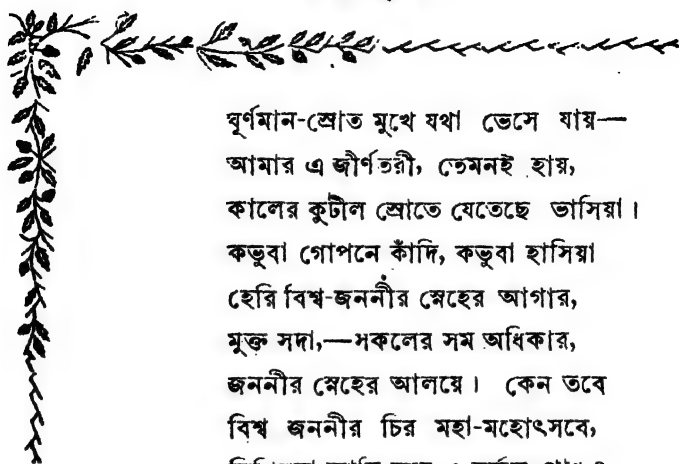 ঘূর্ণমান-স্রোত মুখে যথা ভেসে যায়—
আমার এ জীর্ণতরী, তেমনই হায়,
কালের কুটীল স্রোতে যেতেছে ভাসিয়া।
কভুবা গোপনে কাঁদি, কভুবা হাসিয়া
হেরি বিশ্ব-জননীর স্নেহের আগার,
মুক্ত সদা,—সকলের সম অধিকার,
জননীর স্নেহের আলয়ে। কেন তবে
বিশ্ব জননীর চির মহা-মহোৎসবে,